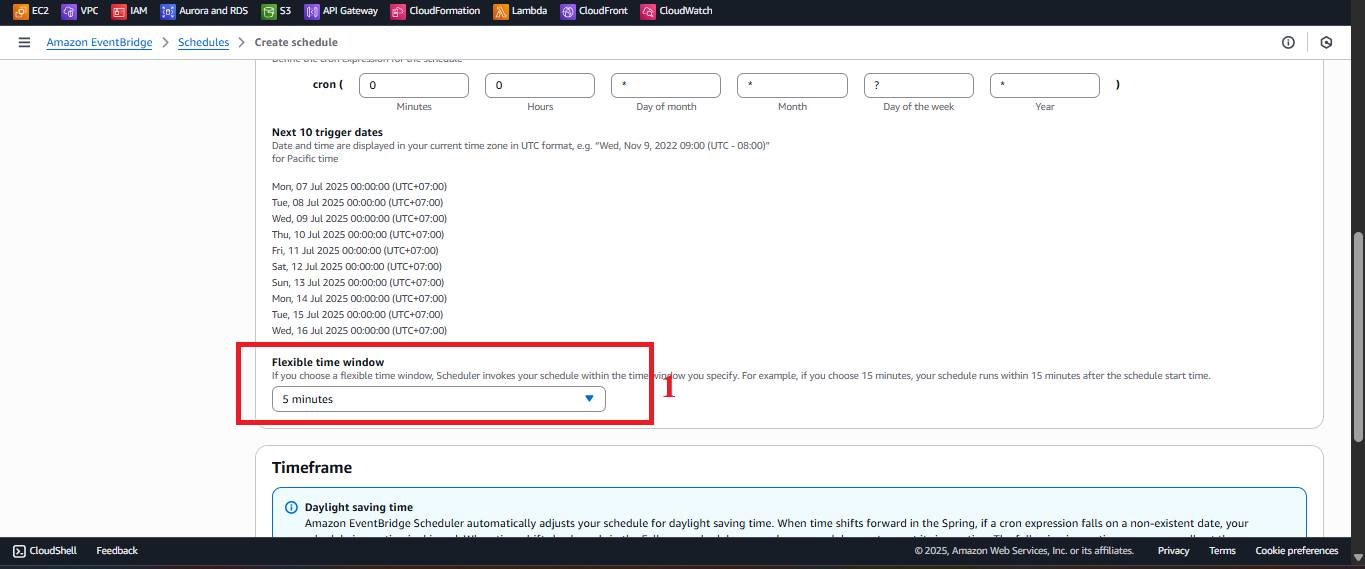 EC2 VPC IAM Aurora and RDS S3 API Gateway CloudFormation Lambda CloudFront CloudWatch
Amazon EventBridge > Schedules > Create schedule
Define the cron expression for the schedule
cron ( 0 0 * * ? * )
Minutes Hours Day of month Month Day of the week Year
Next 10 trigger dates
Date and time are displayed in your current time zone in UTC format, e.g. "Wed, Nov 9, 2022 09:00 (UTC - 08:00)"
for Pacific time
Mon, 07 Jul 2025 00:00:00 (UTC+07:00)
Tue, 08 Jul 2025 00:00:00 (UTC+07:00)
Wed, 09 Jul 2025 00:00:00 (UTC+07:00)
Thu, 10 Jul 2025 00:00:00 (UTC+07:00)
Fri, 11 Jul 2025 00:00:00 (UTC+07:00)
Sat, 12 Jul 2025 00:00:00 (UTC+07:00)
Sun, 13 Jul 2025 00:00:00 (UTC+07:00)
Mon, 14 Jul 2025 00:00:00 (UTC+07:00)
Tue, 15 Jul 2025 00:00:00 (UTC+07:00)
Wed, 16 Jul 2025 00:00:00 (UTC+07:00)
Flexible time window
If you choose a flexible time window, Scheduler invokes your schedule within the time window you specify. For example, if you choose 15 minutes, your schedule runs within 15 minutes after the schedule start time.
1
5 minutes
Timeframe
Daylight saving time
Amazon EventBridge Scheduler automatically adjusts your schedule for daylight saving time. When time shifts forward in the Spring, if a cron expression falls on a non-existent date, your
CloudShell Feedback © 2025, Amazon Web Services, Inc. or its affiliates. Privacy Terms Cookie preferences